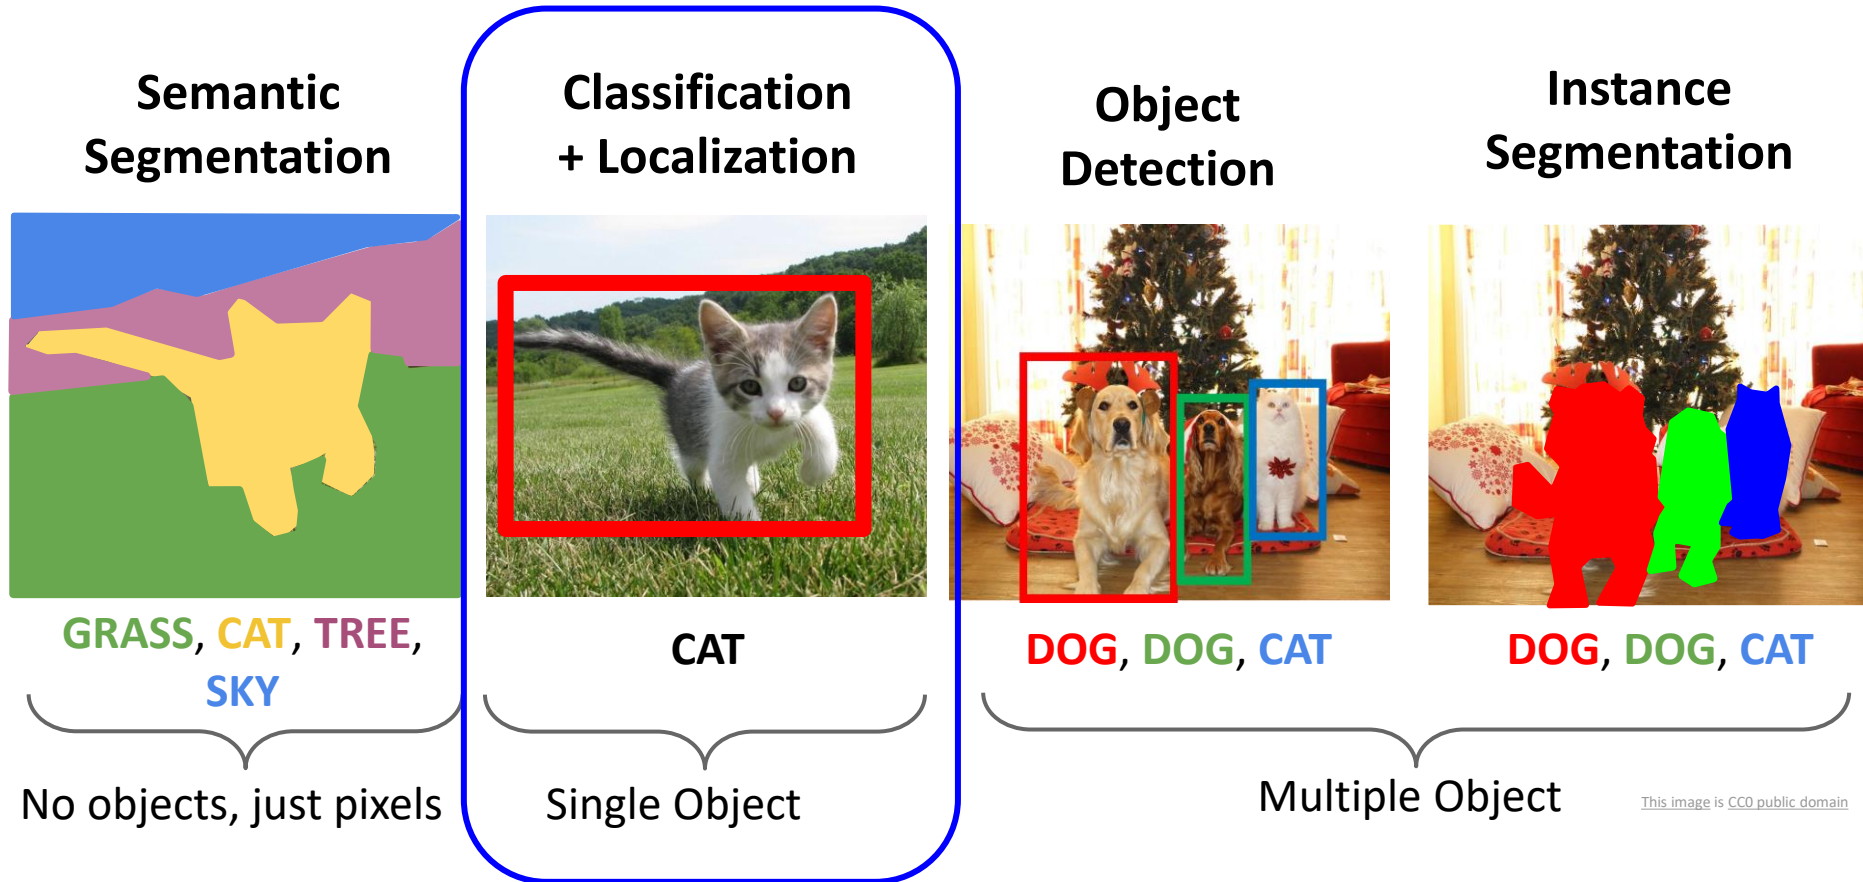 Semantic
Segmentation
GRASS, CAT, TREE,
SKY
No objects, just pixels
Classification
+ Localization
CAT
Single Object
Object
Detection
DOG, DOG, CAT
Instance
Segmentation
DOG, DOG, CAT
Multiple Object
This image is CC0 public domain